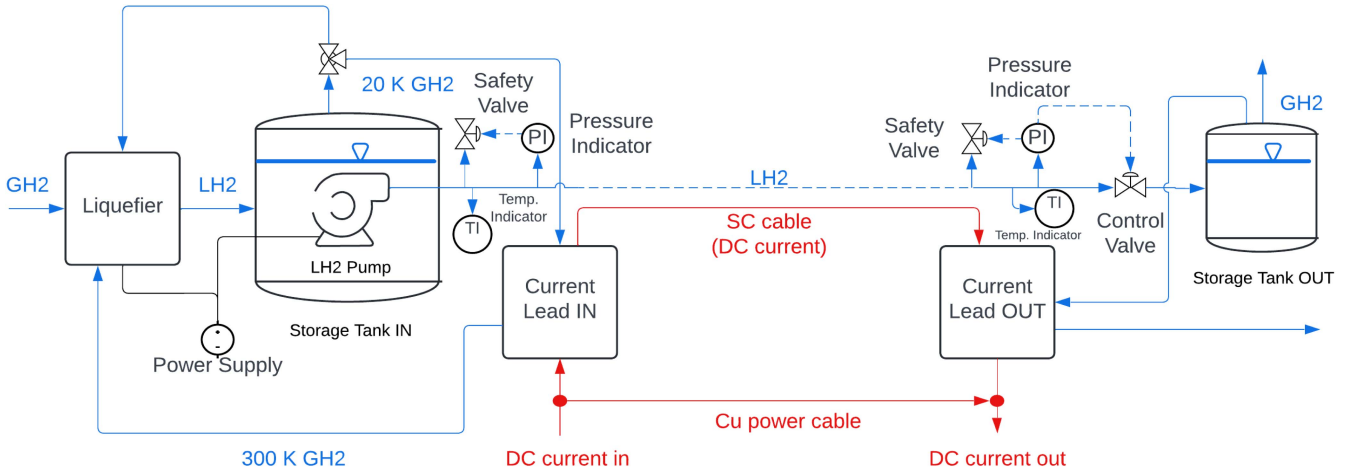 20 K GH2
Safety
Valve
PI
Pressure
Indicator
Pressure
Indicator
Safety
Valve
PI
GH2
GH2
Liquefier
LH2
LH2 Pump
Storage Tank IN
TI
Temp.
Indicator
LH2
SC cable
(DC current)
TI
Temp. Indicator
Control
Valve
Storage Tank OUT
Current
Lead IN
Current
Lead OUT
+
-
Power Supply
Cu power cable
300 K GH2
DC current in
DC current out